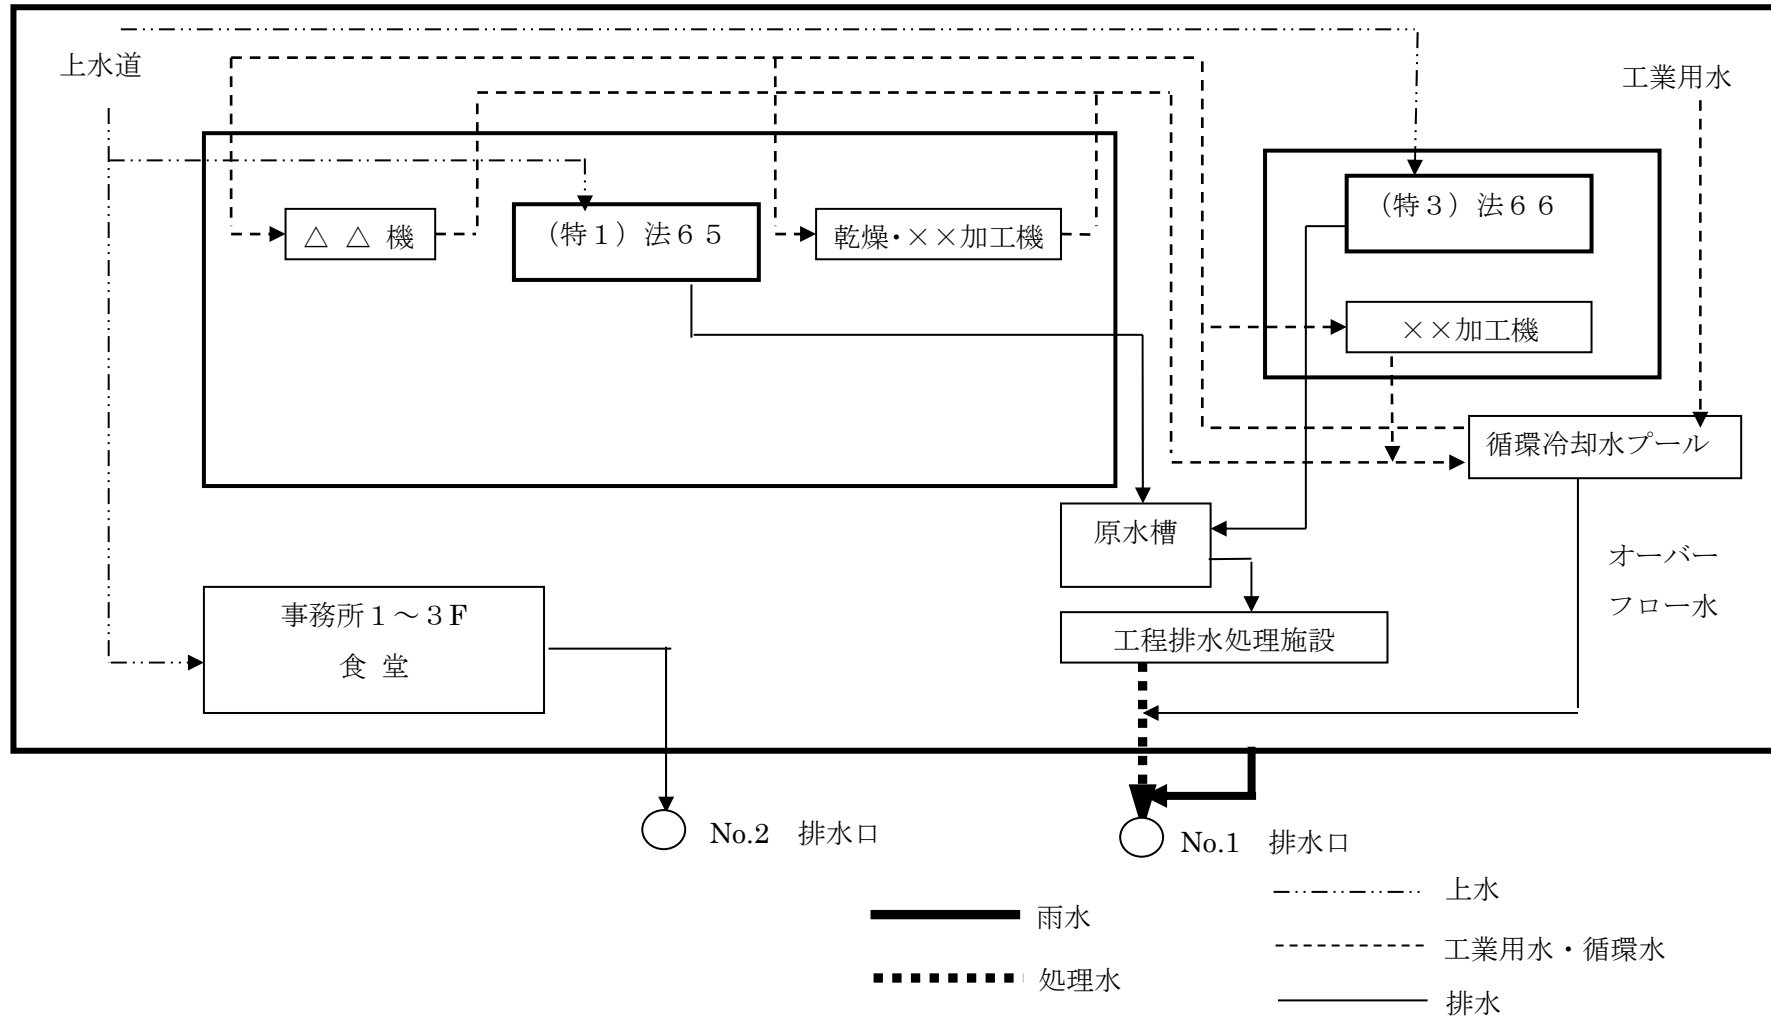 上水道
工業用水
△ △ 機
(特１) 法６５
乾燥・××加工機
(特３) 法６６
××加工機
循環冷却水プール
原水槽
オーバー
フロー水
事務所１～３F
食 堂
工程排水処理施設
No.2　排水口
No.1　排水口
雨水
処理水
上水
工業用水・循環水
排水